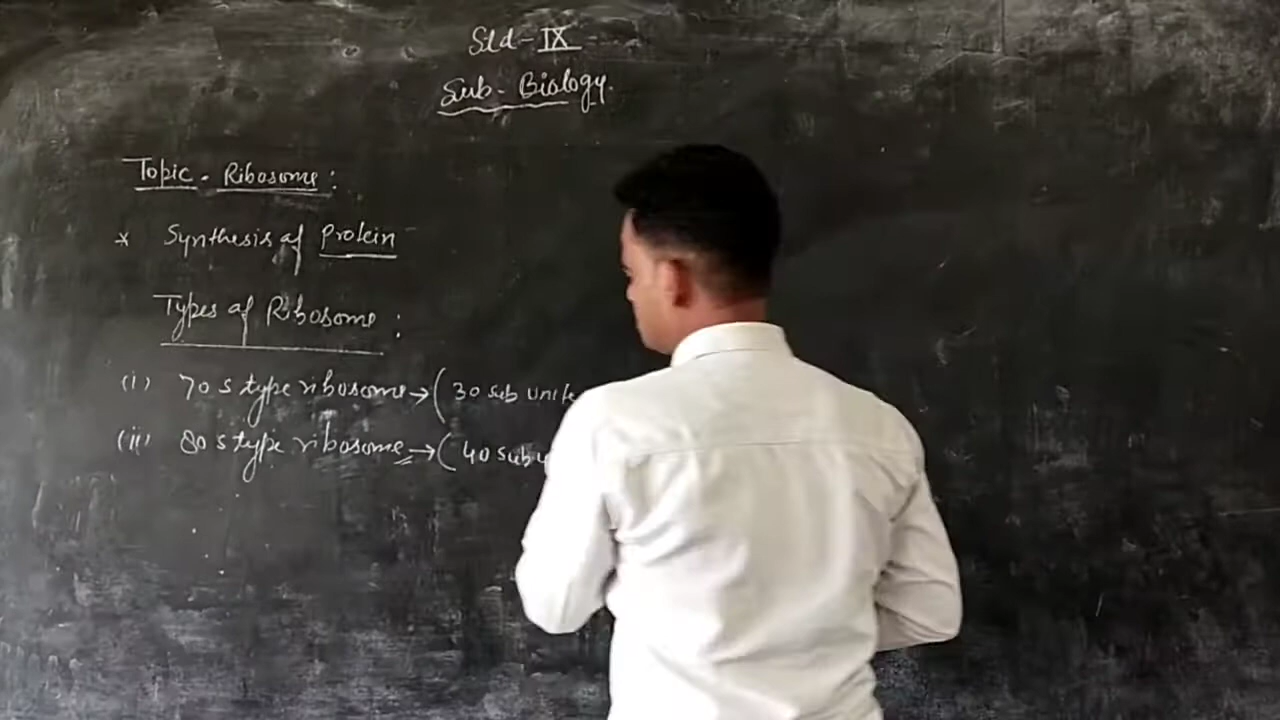 Std - IX
Sub - Biology.
Topic - Ribosome :
* Synthesis of Protein
Types of Ribosome :
(i) 70 s type ribosome → ( 30 sub unit
(ii) 80 s type ribosome → ( 40 sub